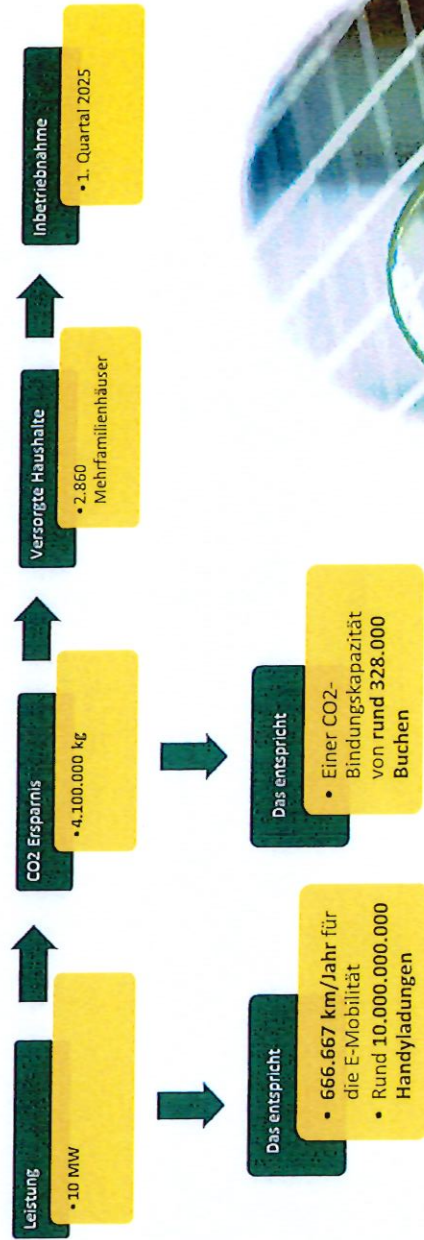 Leistung
• 10 MW
CO2 Ersparnis
• 4.100.000 kg
Versorgte Haushalte
• 2.860
Mehrfamilienhäuser
Inbetriebnahme
• 1. Quartal 2025
Das entspricht
• 666.667 km/Jahr für
die E-Mobilität
• Rund 10.000.000.000
Handyladungen
Das entspricht
• Einer CO2-
Bindungskapazität
von rund 328.000
Buchen